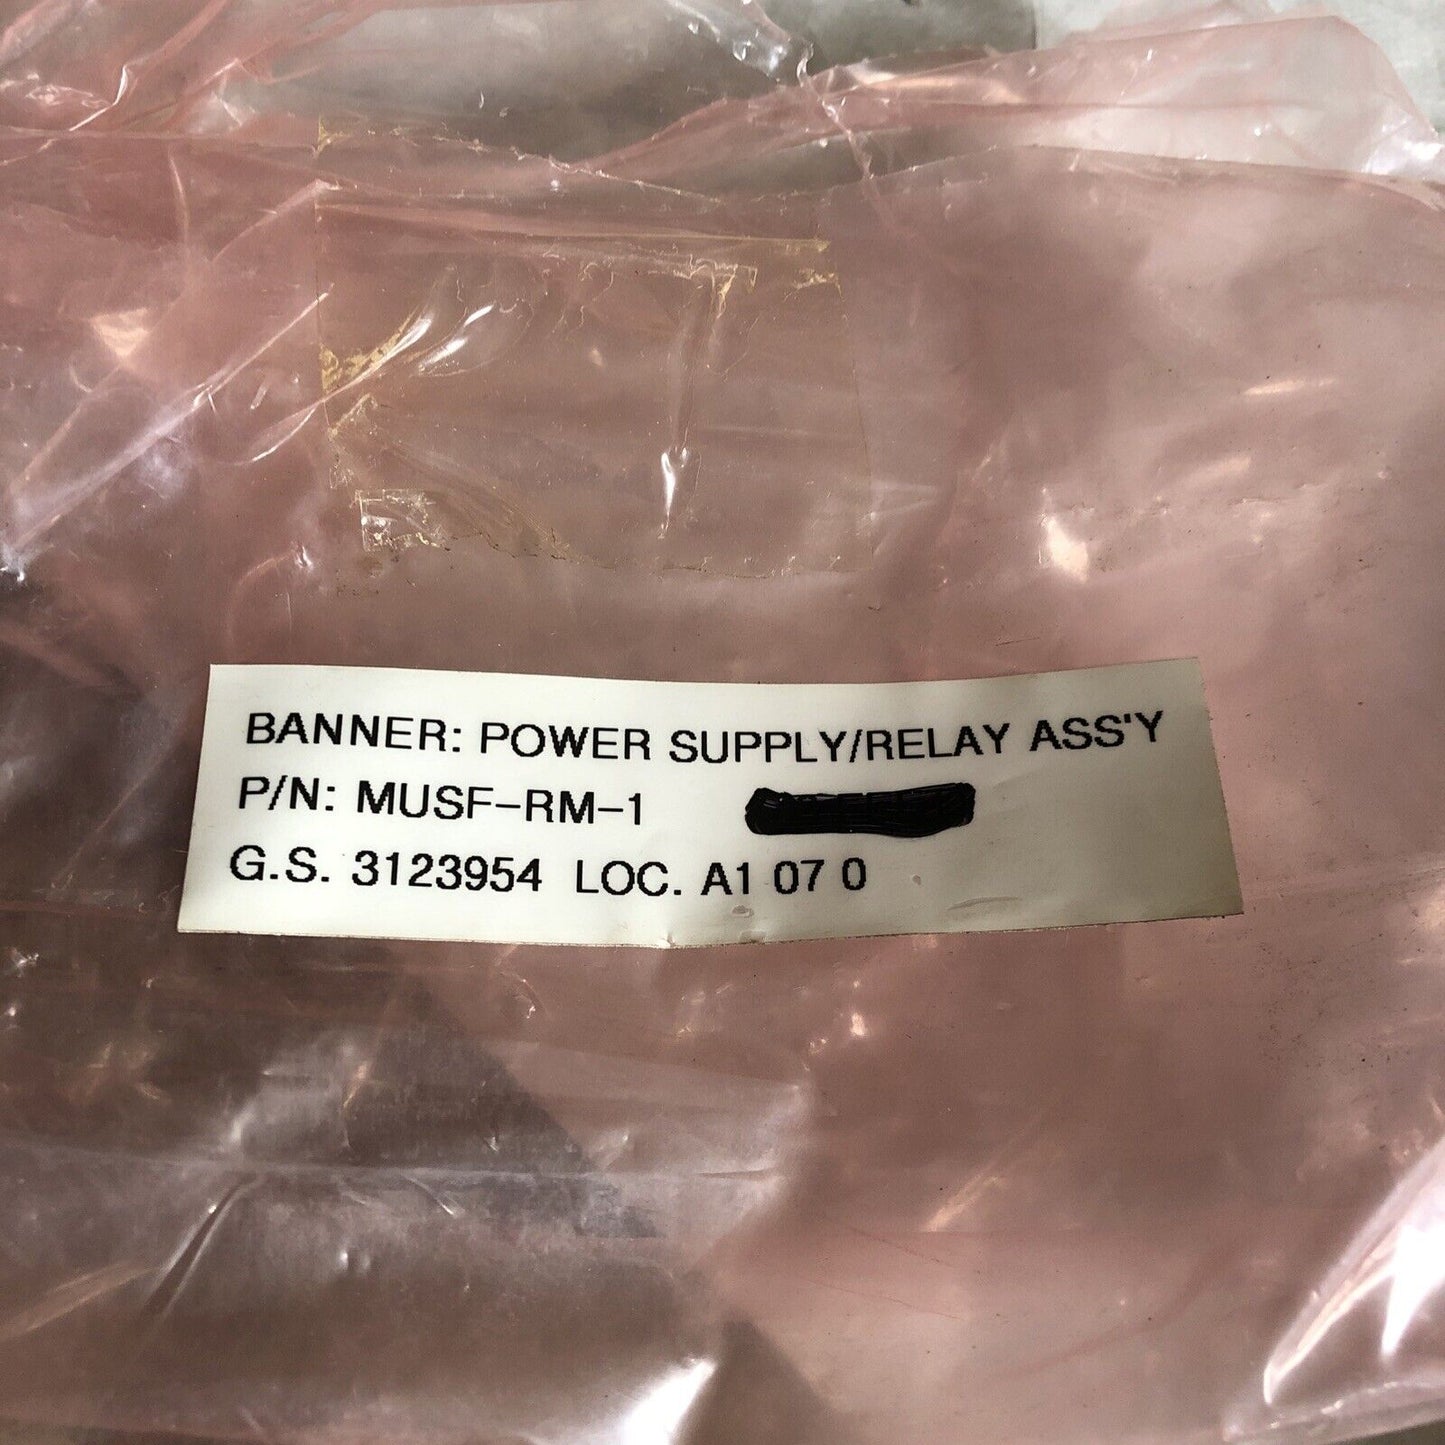 BANNER: POWER SUPPLY/RELAY ASS'Y
P/N: MUSF-RM-1
G.S. 3123954 LOC. A1 07 0